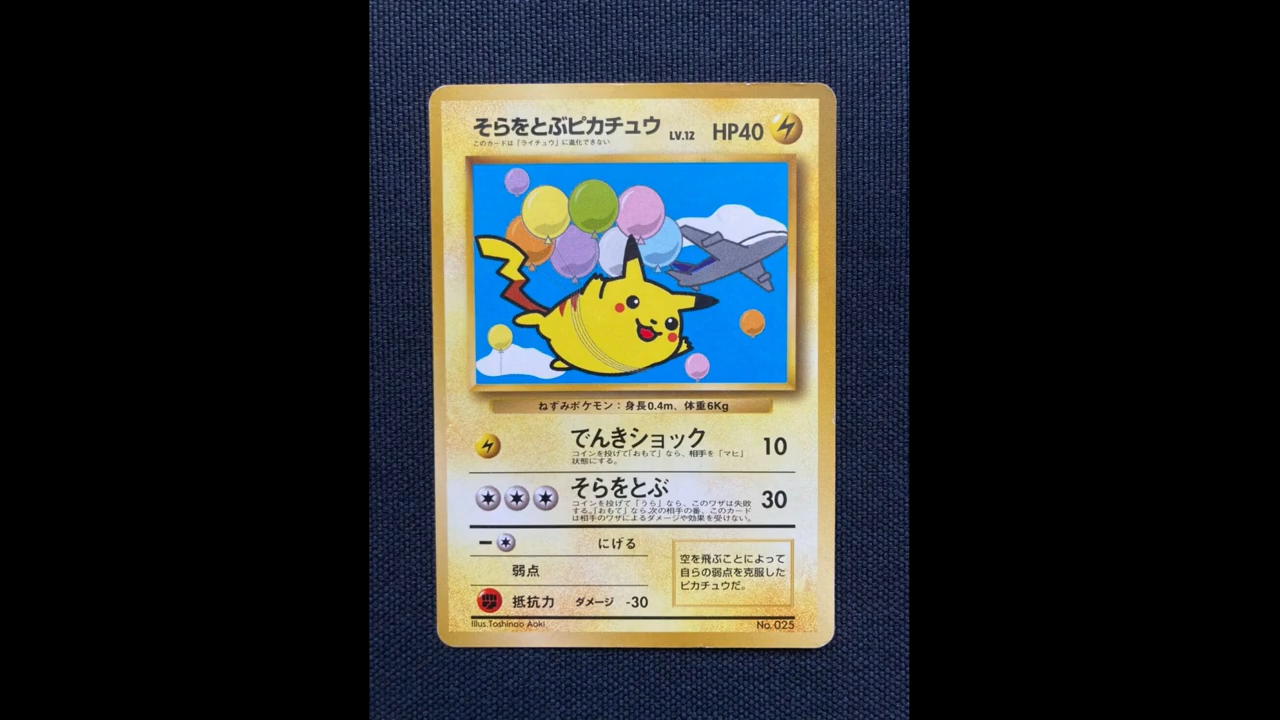 そらをとぶピカチュウ LV.12 HP40
このカードは「ライチュウ」に進化できない
ねずみポケモン：身長0.4m、体重6Kg
でんきショック 10
コインを投げて「おもて」なら、相手を「マヒ」
状態にする。
そらをとぶ 30
コインを投げて「うら」なら、このワザは失敗
する。「おもて」なら、次の相手の番、このカード
は相手のワザによるダメージや効果を受けない。
にげる
弱点
抵抗力 ダメージ -30
空を飛ぶことによって
自らの弱点を克服した
ピカチュウだ。
Illus.Toshinao Aoki No.025